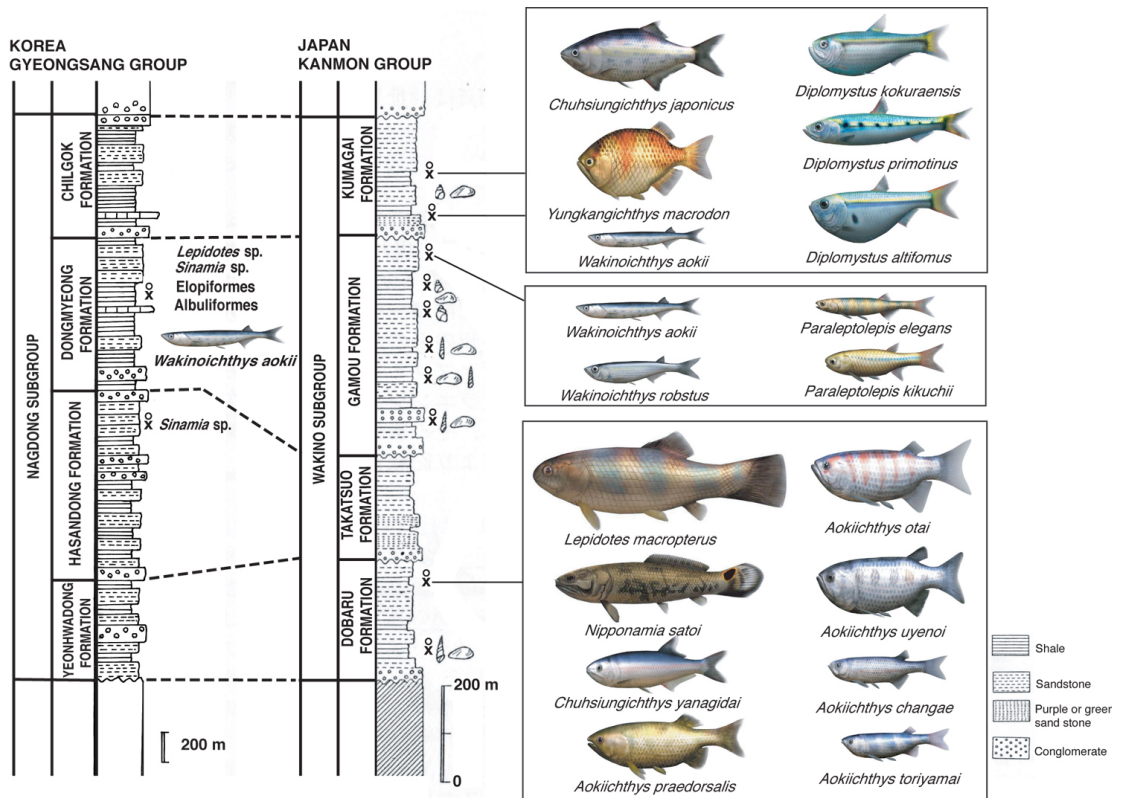 KOREA
GYEONGSANG GROUP
JAPAN
KANMON GROUP
NAGDONG SUBGROUP
CHILGOK
FORMATION
DONGMYEONG
FORMATION
HASANDONG FORMATION
YEONHWADONG
FORMATION
Lepidotes sp.
Sinamia sp.
Elopiformes
Albuliformes
Wakinoichthys aokii
Sinamia sp.
200 m
WAKINO SUBGROUP
KUMAGAI
FORMATION
GAMOU FORMATION
TAKATSUO
FORMATION
DOBARU
FORMATION
200 m
0
Chuhsiungichthys japonicus
Yungkangichthys macrodon
Wakinoichthys aokii
Diplomystus kokuraensis
Diplomystus primotinus
Diplomystus altifomus
Wakinoichthys aokii
Wakinoichthys robstus
Paraleptolepis elegans
Paraleptolepis kikuchii
Lepidotes macropterus
Nipponamia satoi
Chuhsiungichthys yanagidai
Aokiichthys praedorsalis
Aokiichthys otai
Aokiichthys uyenoi
Aokiichthys changae
Aokiichthys toriyamai
Shale
Sandstone
Purple or greer
sand stone
Conglomerate